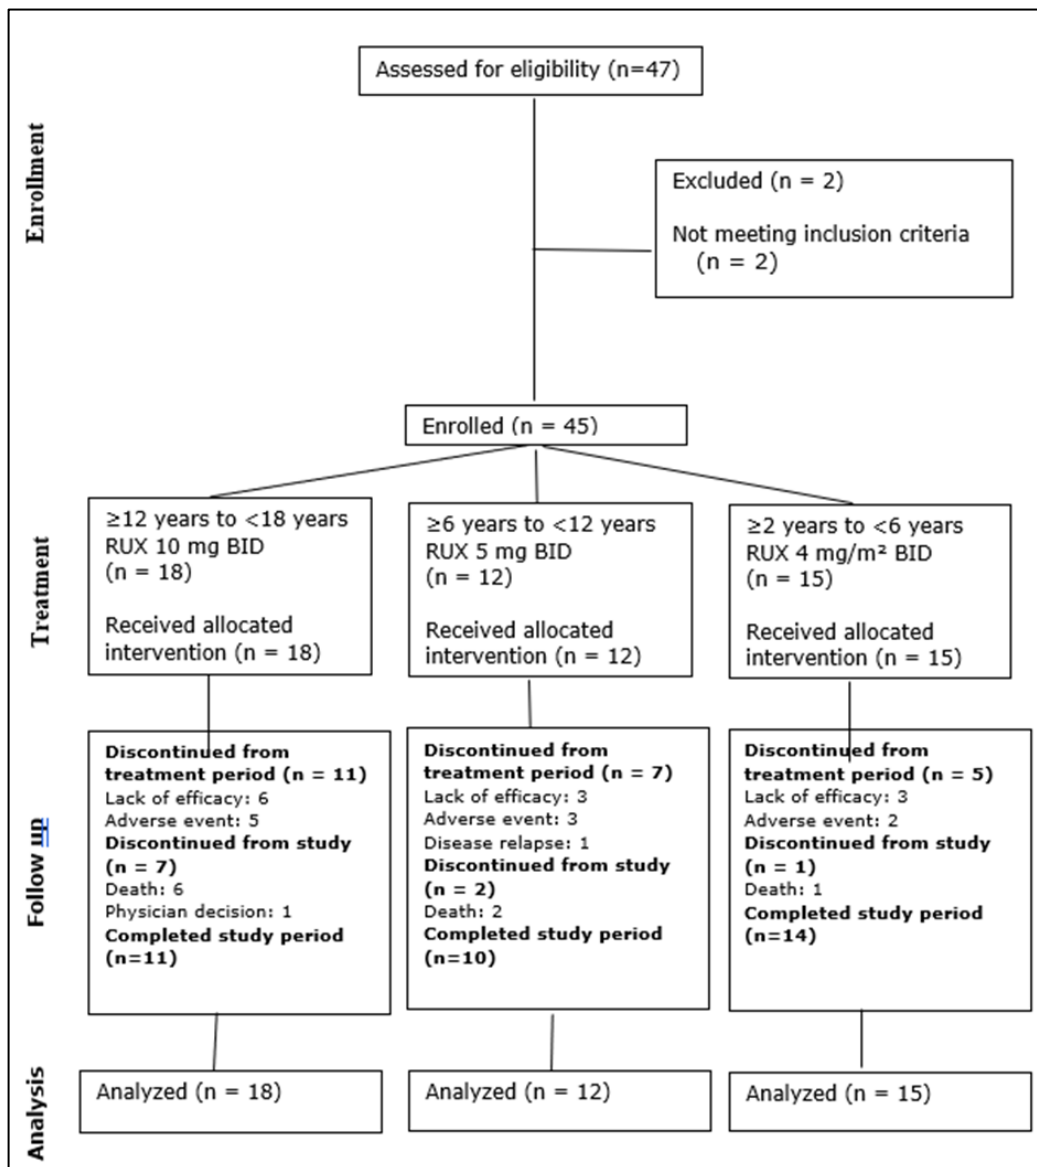 Assessed for eligibility (n=47)
Enrollment
Excluded (n = 2)
Not meeting inclusion criteria
(n = 2)
Enrolled (n = 45)
Treatment
≥12 years to <18 years
RUX 10 mg BID
(n = 18)
Received allocated
intervention (n = 18)
≥6 years to <12 years
RUX 5 mg BID
(n = 12)
Received allocated
intervention (n = 12)
≥2 years to <6 years
RUX 4 mg/m² BID
(n = 15)
Received allocated
intervention (n = 15)
Follow up
Discontinued from
treatment period (n = 11)
Lack of efficacy: 6
Adverse event: 5
Discontinued from study
(n = 7)
Death: 6
Physician decision: 1
Completed study period
(n=11)
Discontinued from
treatment period (n = 7)
Lack of efficacy: 3
Adverse event: 3
Disease relapse: 1
Discontinued from study
(n = 2)
Death: 2
Completed study period
(n=10)
Discontinued from
treatment period (n = 5)
Lack of efficacy: 3
Adverse event: 2
Discontinued from study
(n = 1)
Death: 1
Completed study period
(n=14)
Analysis
Analyzed (n = 18)
Analyzed (n = 12)
Analyzed (n = 15)